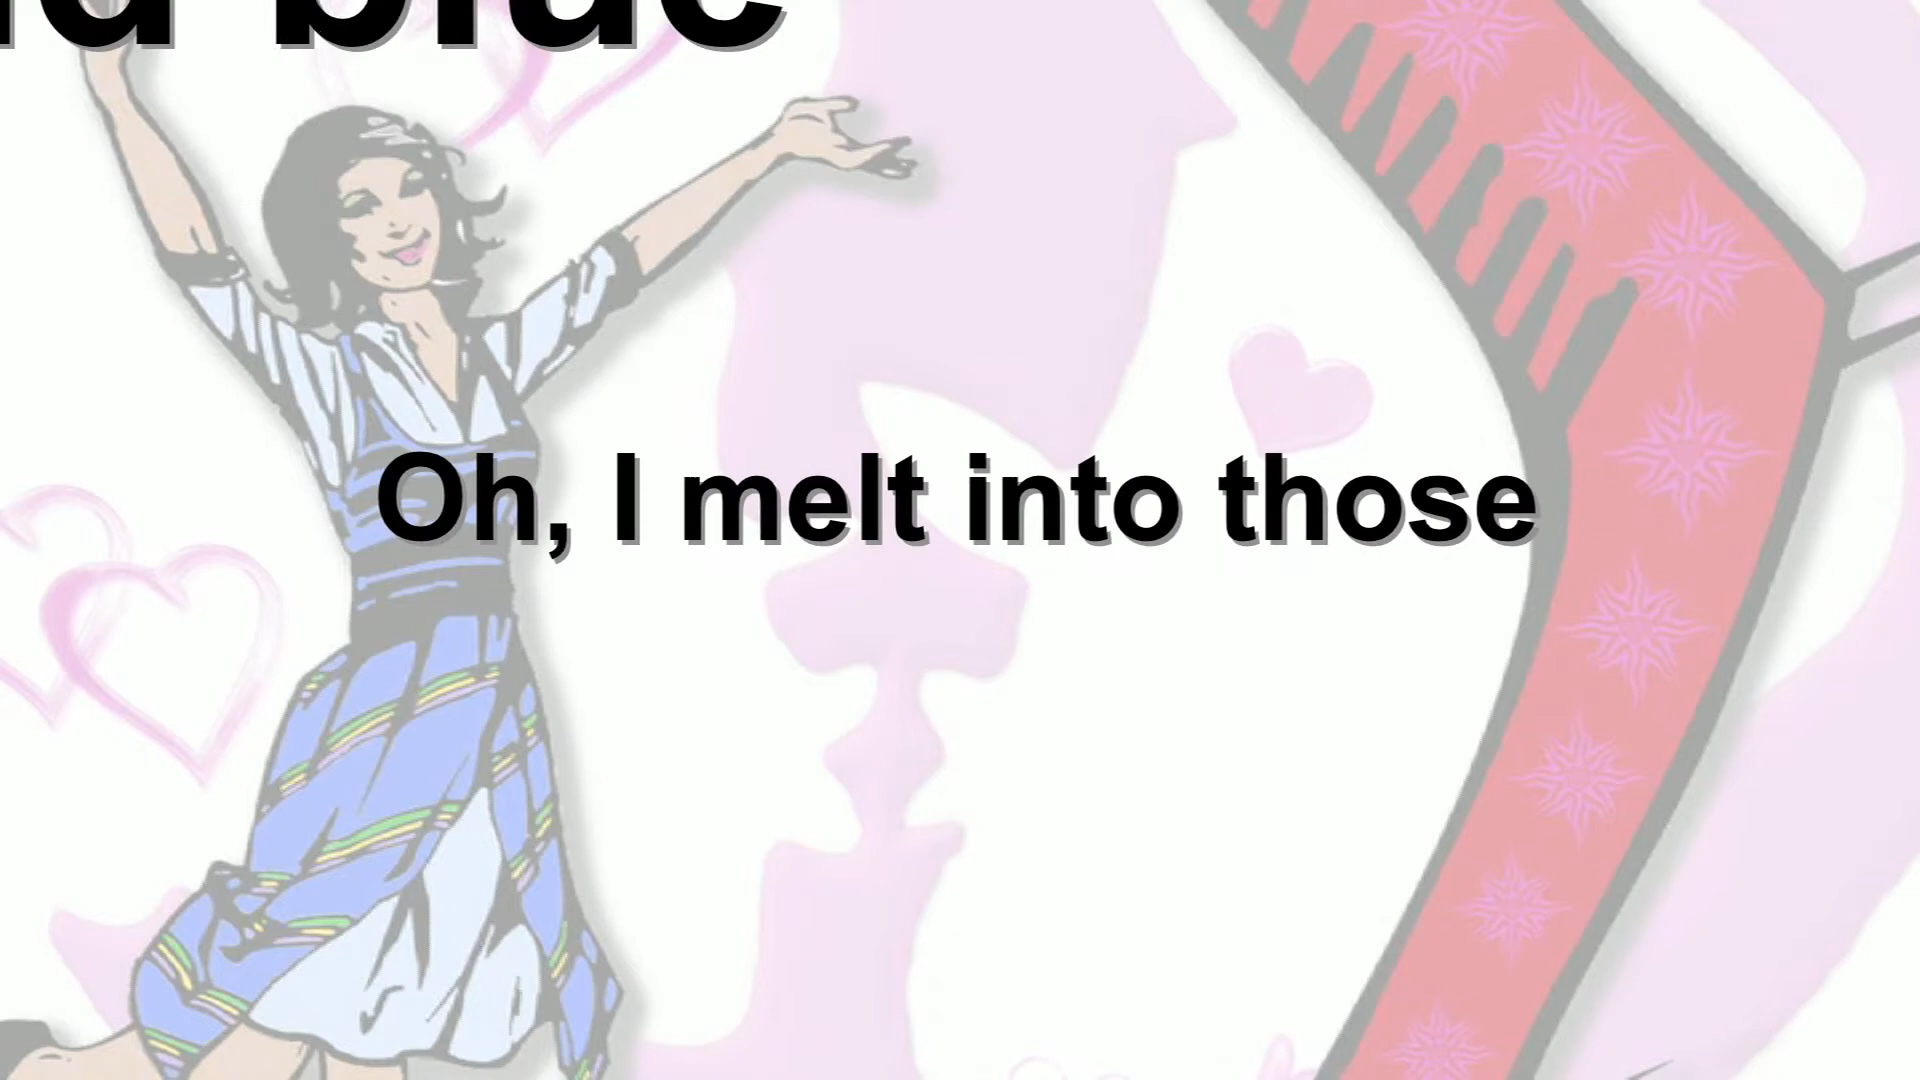 blue
Oh, I melt into those